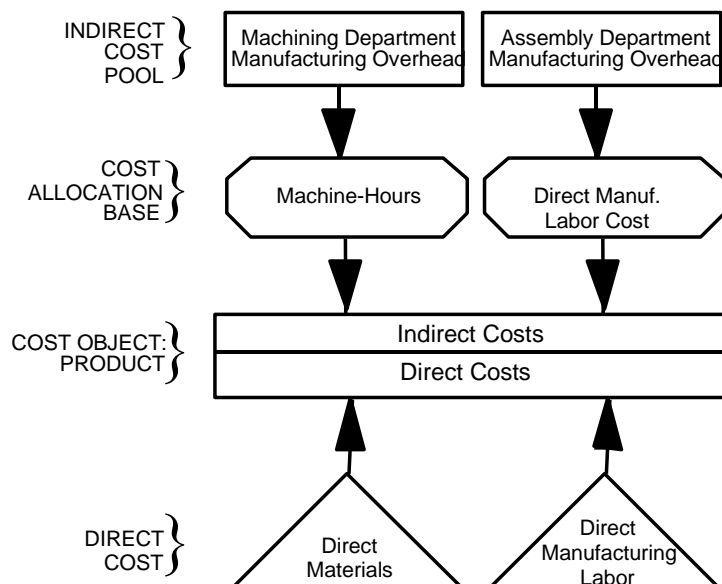 INDIRECT
COST
POOL
Machining Department
Manufacturing Overhead
Assembly Department
Manufacturing Overhead
COST
ALLOCATION
BASE
Machine-Hours
Direct Manuf.
Labor Cost
COST OBJECT:
PRODUCT
Indirect Costs
Direct Costs
DIRECT
COST
Direct
Materials
Direct
Manufacturing
Labor